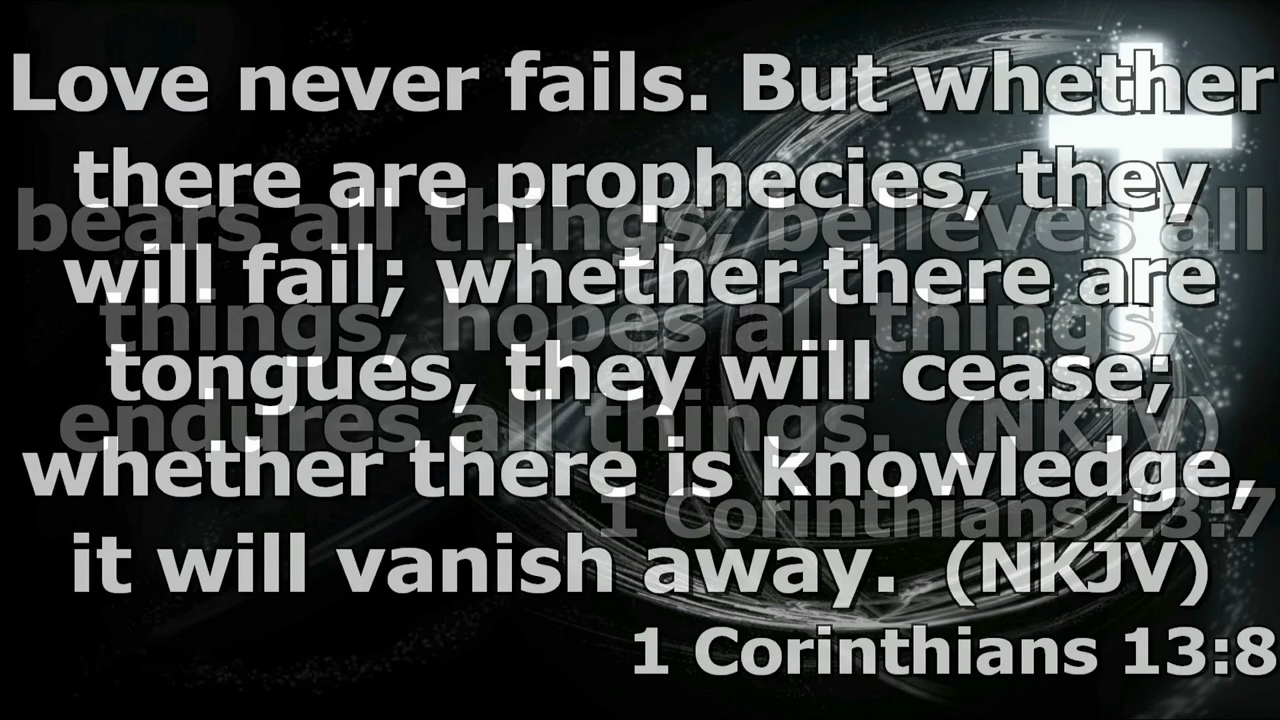 Love never fails. But whether
there are prophecies, they
bears all things, believes all
will fail; whether there are
things, hopes all things,
tongues, they will cease;
endures all things. (NKJV)
whether there is knowledge,
1 Corinthians 13:7
it will vanish away. (NKJV)
1 Corinthians 13:8